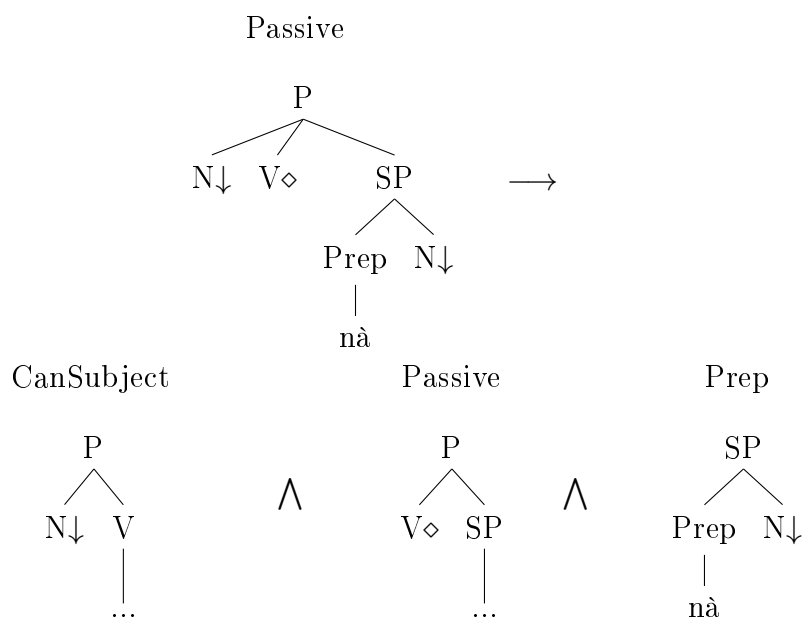 Passive
P
N↓ V⋄ SP ⟶
Prep N↓
nà
CanSubject Passive Prep
P P SP
∧ ∧
N↓ V V⋄ SP Prep N↓
... ... nà